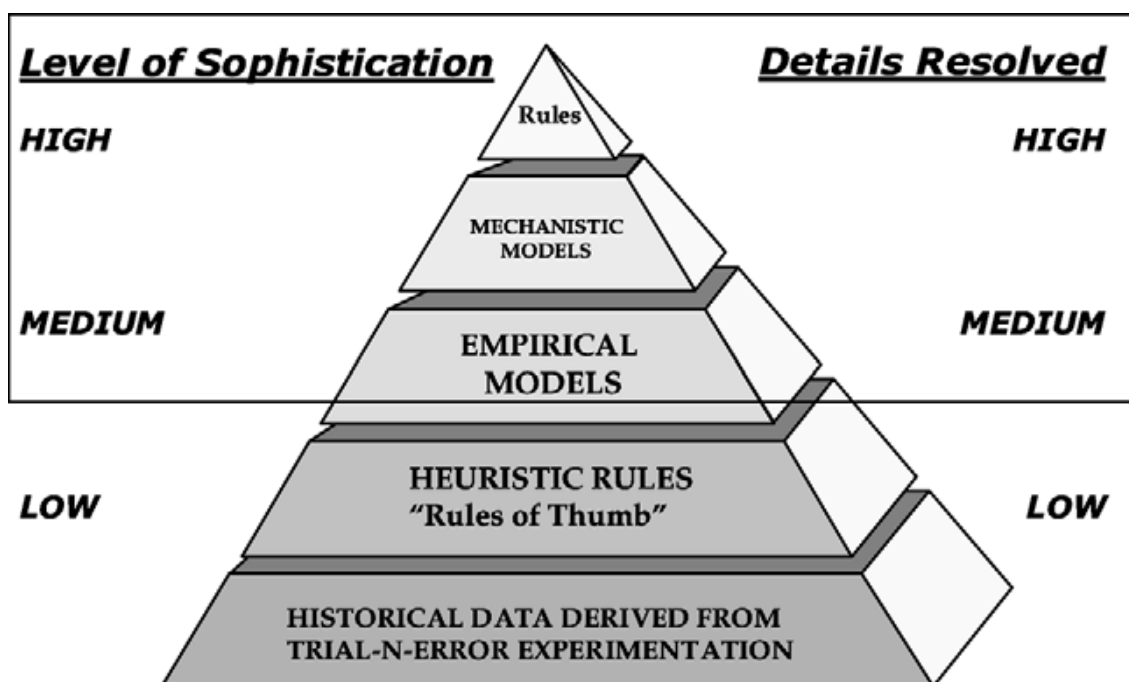 Level of Sophistication
Details Resolved
HIGH
Rules
HIGH
MECHANISTIC
MODELS
MEDIUM
EMPIRICAL
MODELS
MEDIUM
LOW
HEURISTIC RULES
“Rules of Thumb”
LOW
HISTORICAL DATA DERIVED FROM
TRIAL-N-ERROR EXPERIMENTATION